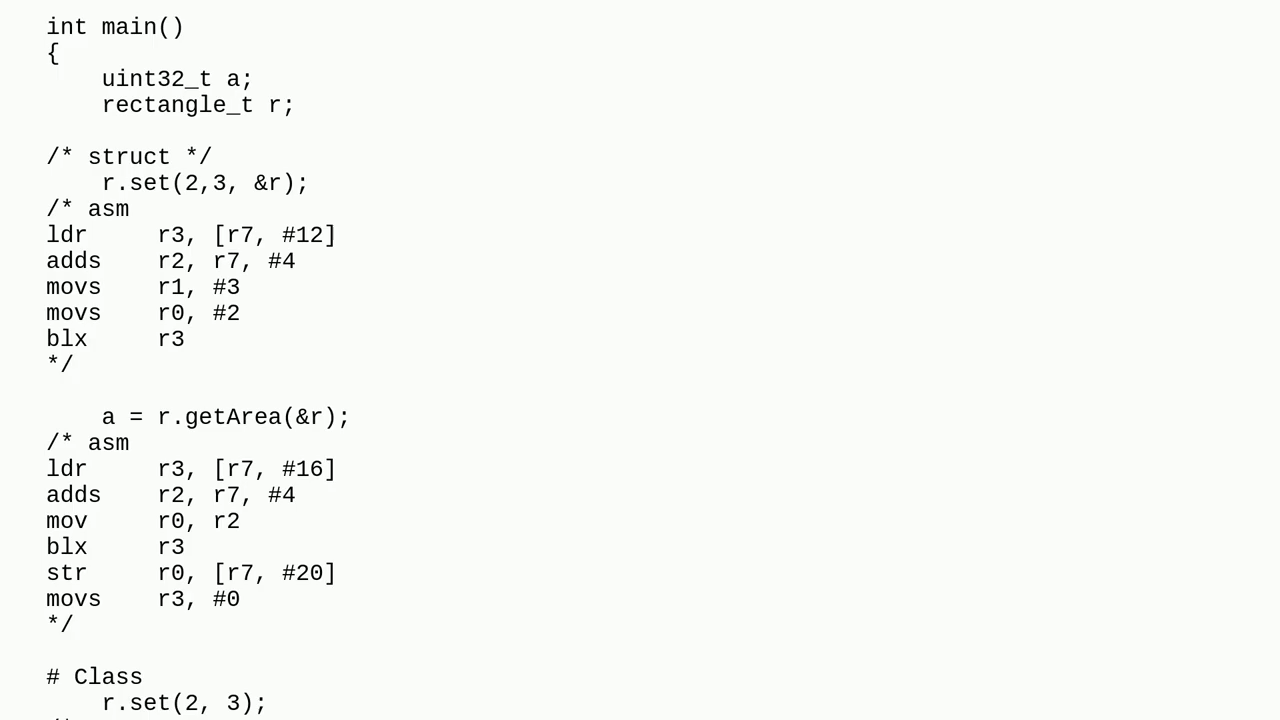 int main()
{
    uint32_t a;
    rectangle_t r;

/* struct */
    r.set(2,3, &r);
/* asm
ldr     r3, [r7, #12]
adds    r2, r7, #4
movs    r1, #3
movs    r0, #2
blx     r3
*/

    a = r.getArea(&r);
/* asm
ldr     r3, [r7, #16]
adds    r2, r7, #4
mov     r0, r2
blx     r3
str     r0, [r7, #20]
movs    r3, #0
*/

# Class
    r.set(2, 3);